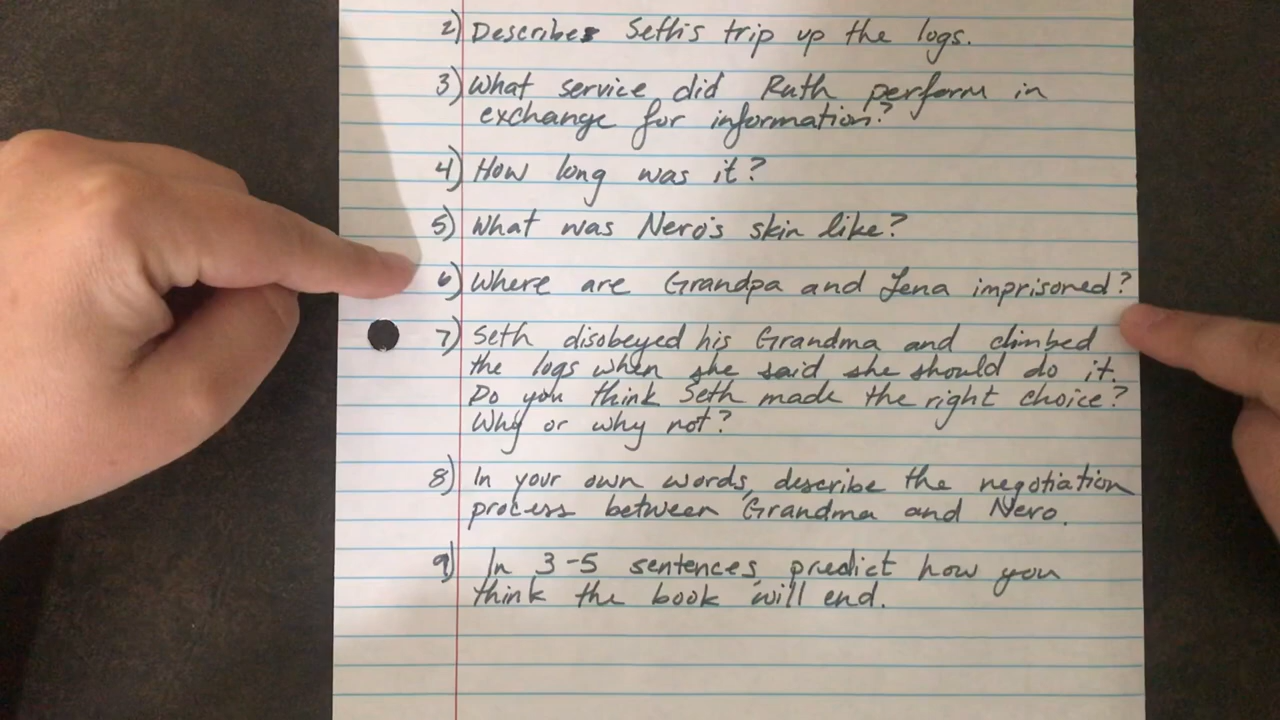 2) Describes Seth's trip up the logs.
3) What service did Ruth perform in
exchange for information?
4) How long was it?
5) What was Nero's skin like?
6) Where are Grandpa and Lena imprisoned?
7) Seth disobeyed his Grandma and climbed
the logs when she said she should do it.
Do you think Seth made the right choice?
Why or why not?
8) In your own words, describe the negotiation
process between Grandma and Nero.
9) In 3-5 sentences, predict how you
think the book will end.